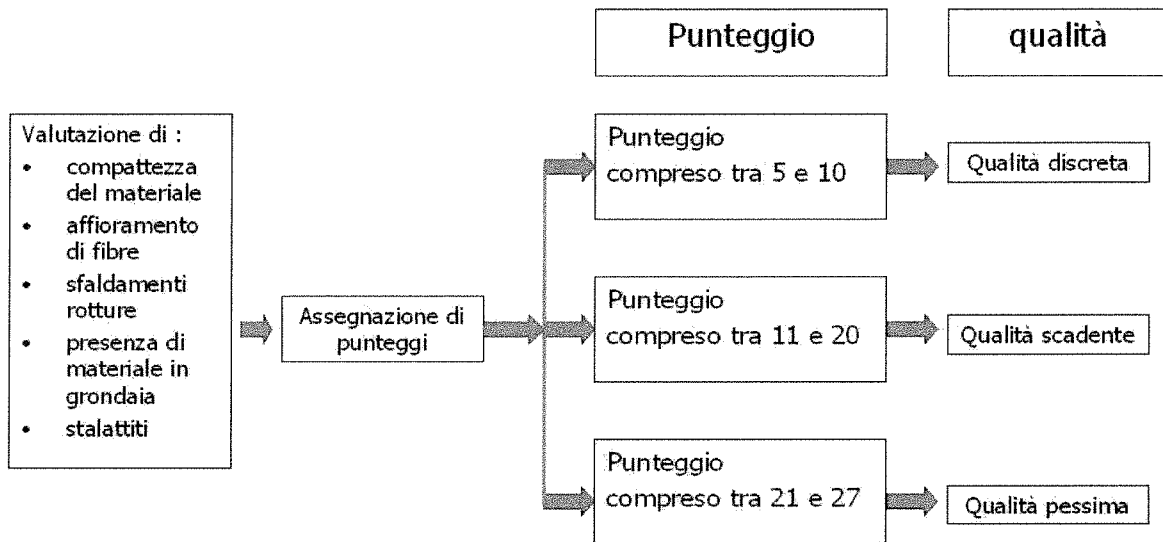 Punteggio
qualità
Valutazione di :
• compattezza
del materiale
• affioramento
di fibre
• sfaldamenti
rotture
• presenza di
materiale in
grondaia
• stalattiti
Assegnazione di
punteggi
Punteggio
compreso tra 5 e 10
Qualità discreta
Punteggio
compreso tra 11 e 20
Qualità scadente
Punteggio
compreso tra 21 e 27
Qualità pessima